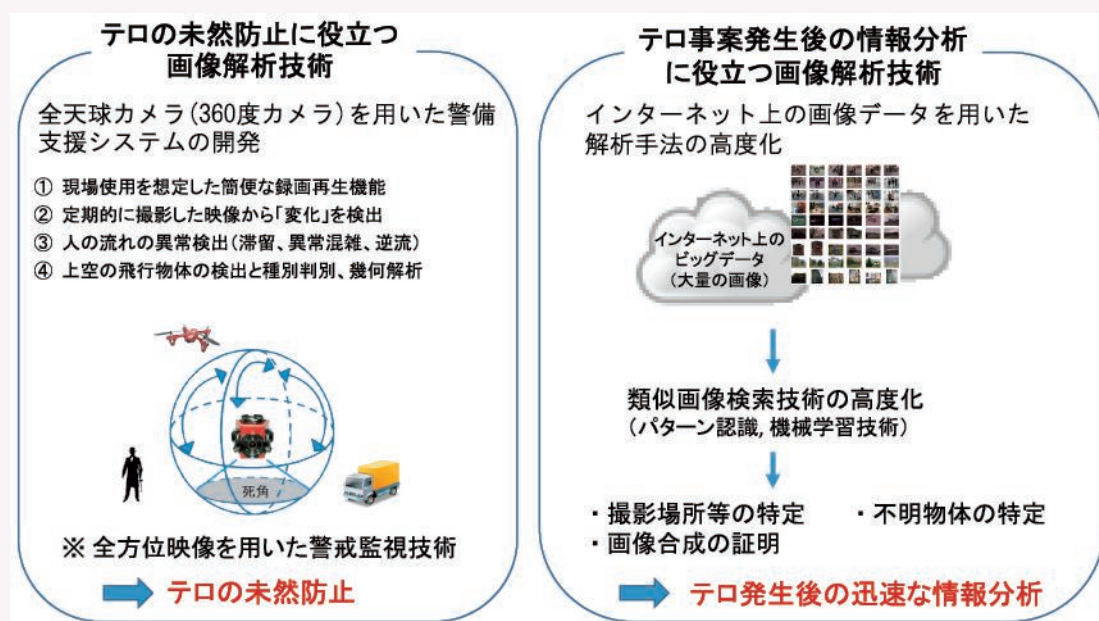 テロの未然防止に役立つ
画像解析技術
全天球カメラ(360度カメラ)を用いた警備
支援システムの開発
① 現場使用を想定した簡便な録画再生機能
② 定期的に撮影した映像から「変化」を検出
③ 人の流れの異常検出(滞留、異常混雑、逆流)
④ 上空の飛行物体の検出と種別判別、幾何解析
死角
※ 全方位映像を用いた警戒監視技術
テロの未然防止
テロ事案発生後の情報分析
に役立つ画像解析技術
インターネット上の画像データを用いた
解析手法の高度化
インターネット上の
ビッグデータ
(大量の画像)
類似画像検索技術の高度化
(パターン認識, 機械学習技術)
・撮影場所等の特定 ・不明物体の特定
・画像合成の証明
テロ発生後の迅速な情報分析